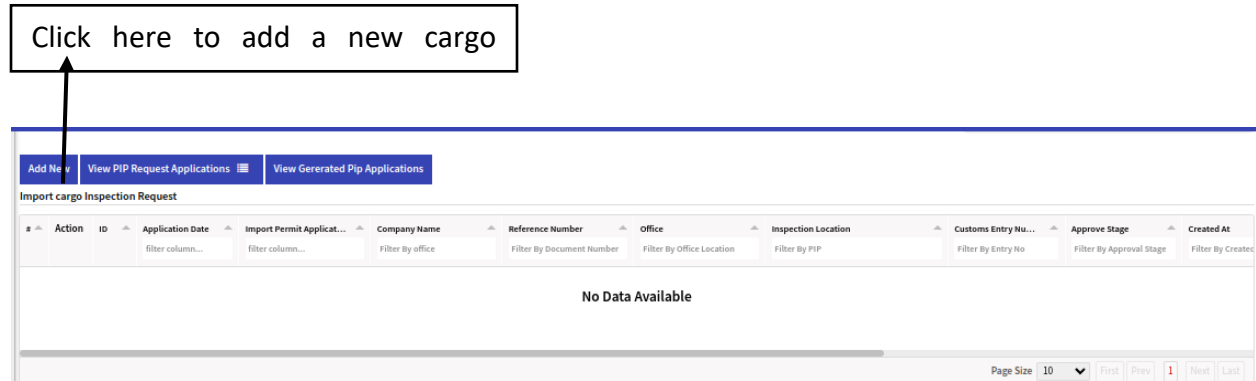 Click here to add a new cargo
Add New View PIP Request Applications View Gererated Pip Applications
Import cargo Inspection Request
# Action ID Application Date Import Permit Applicat... Company Name Reference Number Office Inspection Location Customs Entry Nu... Approve Stage Created At
filter column... filter column... Filter By office Filter By Document Number Filter By Office Location Filter By PIP Filter By Entry No Filter By Approval Stage Filter By Created
No Data Available
Page Size 10 First Prev 1 Next Last